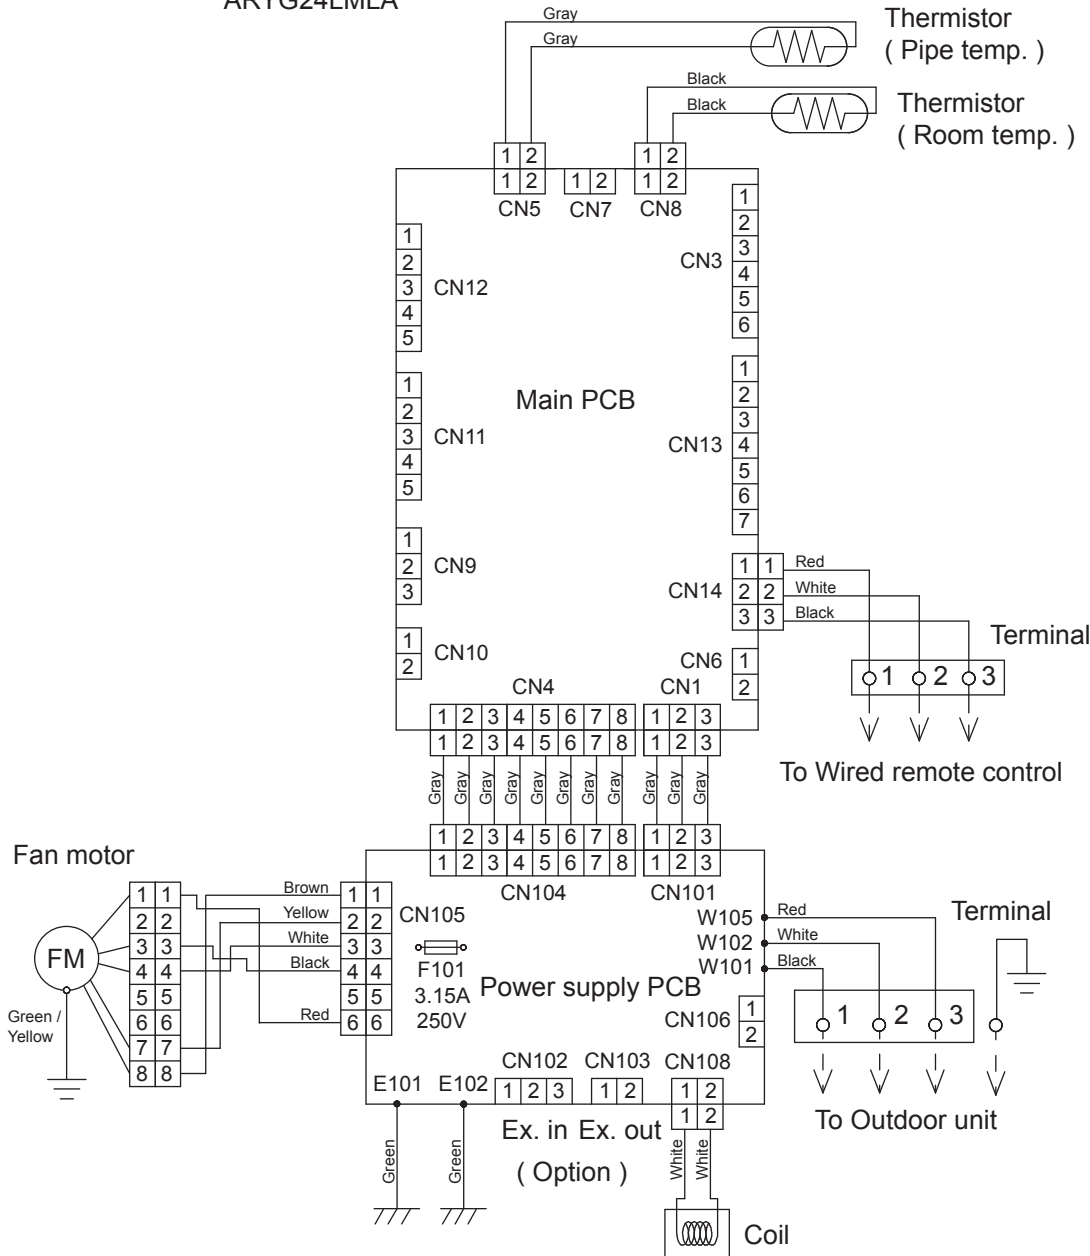 ARYG24LMLA
Gray
Gray
Thermistor
( Pipe temp. )
Black
Black
Thermistor
( Room temp. )
1 2
1 2
CN5
1 2
CN7
1 2
1 2
CN8
1
2
3
4
5
6
CN3
1
2
3
4
5
CN12
Main PCB
1
2
3
4
5
CN11
1
2
3
4
5
6
7
CN13
1
2
3
CN9
CN14
1 1 Red
2 2 White
3 3 Black
Terminal
1 2 3
To Wired remote control
1
2
CN10
CN6
1
2
CN4
1 2 3 4 5 6 7 8
1 2 3 4 5 6 7 8
CN1
1 2 3
1 2 3
Gray Gray Gray Gray Gray Gray Gray Gray
Gray Gray Gray
1 2 3 4 5 6 7 8
1 2 3 4 5 6 7 8
CN104
1 2 3
1 2 3
CN101
Fan motor
FM
Green /
Yellow
1 1
2 2
3 3
4 4
5 5
6 6
7 7
8 8
Brown 1 1
Yellow 2 2
White 3 3
Black 4 4
5 5
Red 6 6
CN105
F101
3.15A
250V
Power supply PCB
W105 Red
W102 White
W101 Black
Terminal
1 2 3
To Outdoor unit
CN106
1
2
E101
E102
Green
Green
CN102
1 2 3
CN103
1 2
CN108
1 2
1 2
Ex. in Ex. out
( Option )
White White
Coil